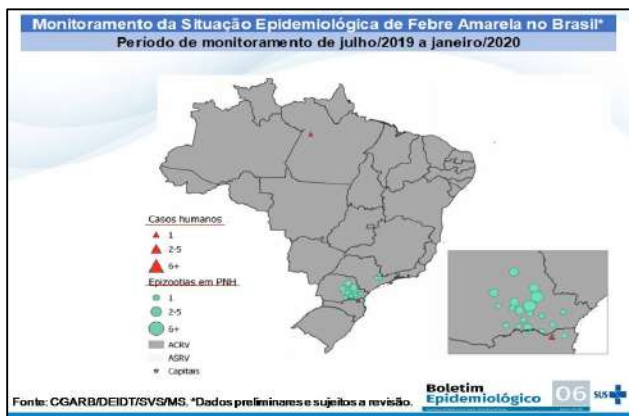 Monitoramento da Situação Epidemiológica de Febre Amarela no Brasil*
Período de monitoramento de julho/2019 a janeiro/2020
Casos humanos
1
2-5
6+
Epizootias em PNH
1
2-5
6+
ACRV
ASRV
Capitais
Fonte: CGARB/DEIDT/SVS/MS. *Dados preliminares e sujeitos a revisão.
Boletim
Epidemiológico
06
SUS